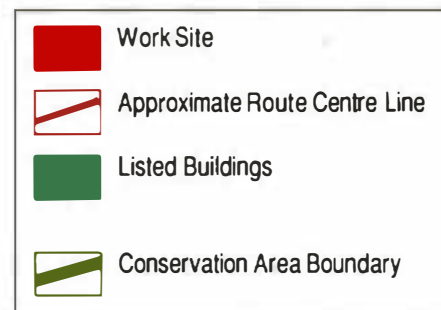 Work Site
Approximate Route Centre Line
Listed Buildings
Conservation Area Boundary